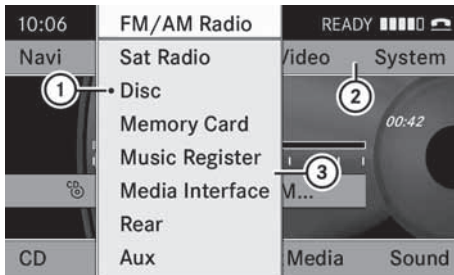 10:06 FM/AM Radio READY
Navi Sat Radio Video System
1 Disc 2
Memory Card 00:42
Music Register 3
CD Media Interface M...
Rear
CD Aux Media Sound